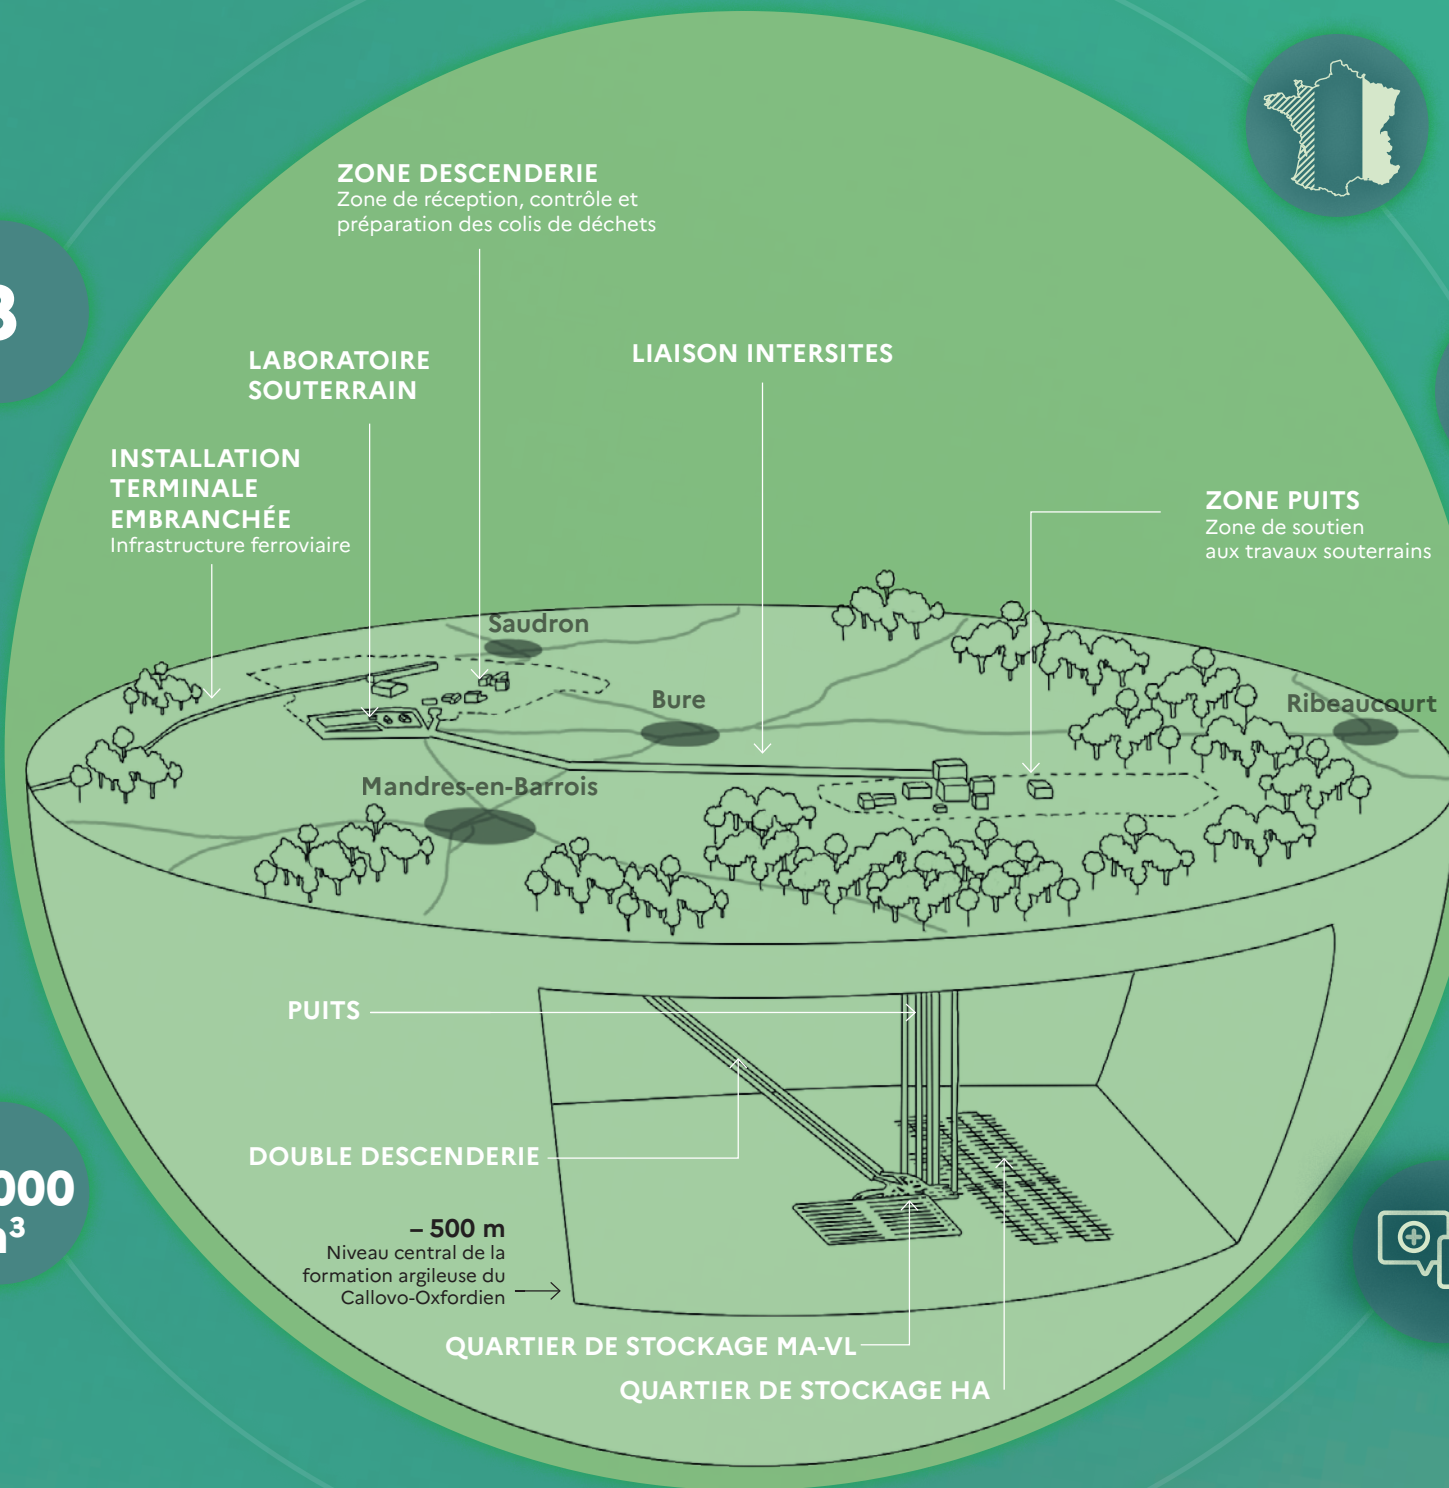 ZONE DESCENDERIE
Zone de réception, contrôle et
préparation des colis de déchets
LABORATOIRE
SOUTERRAIN
LIAISON INTERSITES
INSTALLATION
TERMINALE
EMBRANCHÉE
Infrastructure ferroviaire
ZONE PUITS
Zone de soutien
aux travaux souterrains
Saudron
Bure
Ribeaucourt
Mandres-en-Barrois
PUITS
DOUBLE DESCENDERIE
– 500 m
Niveau central de la
formation argileuse du
Callovo-Oxfordien
QUARTIER DE STOCKAGE MA-VL
QUARTIER DE STOCKAGE HA